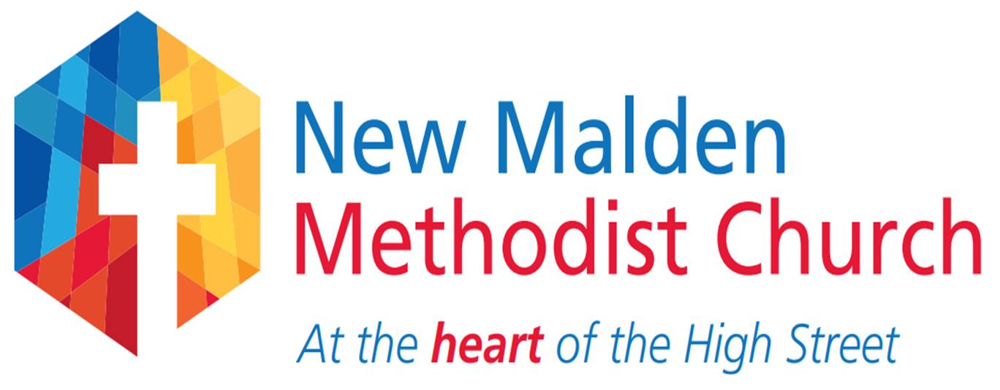 New Malden
Methodist Church
At the heart of the High Street